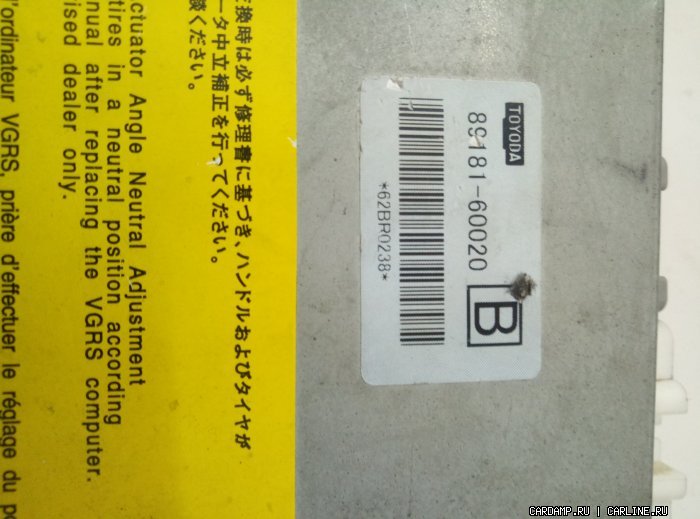 TOYODA
89181-60020
B
*62BR0238*
換時は必ず修理書に基づき、ハンドルおよびタイヤが
ータ中立補正を行ってください。
談ください。
ctuator Angle Neutral Adjustment
tires in a neutral position according
nual after replacing the VGRS computer.
ised dealer only.
l'ordinateur VGRS, prière d'effectuer le réglage du
CARDAMP.RU | CARLINE.RU